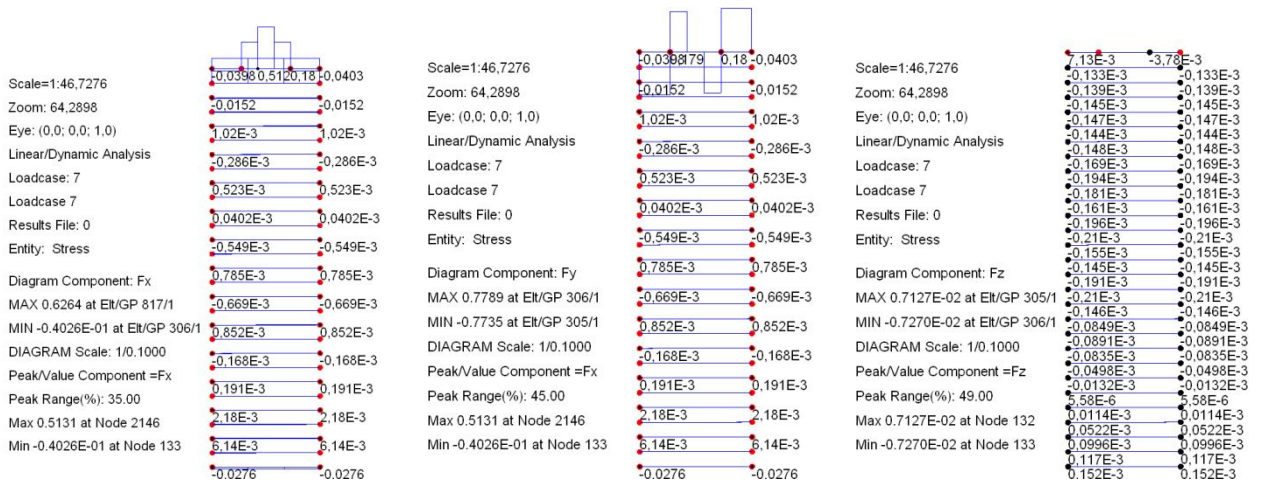 Scale=1:46,7276
Zoom: 64,2898
Eye: (0,0; 0,0; 1,0)
Linear/Dynamic Analysis
Loadcase: 7
Loadcase 7
Results File: 0
Entity: Stress
Diagram Component: Fx
MAX 0.6264 at Elt/GP 817/1
MIN -0.4026E-01 at Elt/GP 306/1
DIAGRAM Scale: 1/0.1000
Peak/Value Component =Fx
Peak Range(%): 35.00
Max 0.5131 at Node 2146
Min -0.4026E-01 at Node 133
-0,0398 0,5120,18 -0,0403
-0,0152 -0,0152
1,02E-3 1,02E-3
-0,286E-3 -0,286E-3
0,523E-3 0,523E-3
0,0402E-3 0,0402E-3
-0,549E-3 -0,549E-3
0,785E-3 0,785E-3
-0,669E-3 -0,669E-3
0,852E-3 0,852E-3
-0,168E-3 -0,168E-3
0,191E-3 0,191E-3
2,18E-3 2,18E-3
6,14E-3 6,14E-3
-0,0276 -0,0276
Scale=1:46,7276
Zoom: 64,2898
Eye: (0,0; 0,0; 1,0)
Linear/Dynamic Analysis
Loadcase: 7
Loadcase 7
Results File: 0
Entity: Stress
Diagram Component: Fy
MAX 0.7789 at Elt/GP 306/1
MIN -0.7735 at Elt/GP 305/1
DIAGRAM Scale: 1/0.1000
Peak/Value Component =Fx
Peak Range(%): 45.00
Max 0.5131 at Node 2146
Min -0.4026E-01 at Node 133
0,18 -0,0403
-0,0152 -0,0152
1,02E-3 1,02E-3
-0,286E-3 -0,286E-3
0,523E-3 0,523E-3
0,0402E-3 0,0402E-3
-0,549E-3 -0,549E-3
0,785E-3 0,785E-3
-0,669E-3 -0,669E-3
0,852E-3 0,852E-3
-0,168E-3 -0,168E-3
0,191E-3 0,191E-3
2,18E-3 2,18E-3
6,14E-3 6,14E-3
-0,0276 -0,0276
Scale=1:46,7276
Zoom: 64,2898
Eye: (0,0; 0,0; 1,0)
Linear/Dynamic Analysis
Loadcase: 7
Loadcase 7
Results File: 0
Entity: Stress
Diagram Component: Fz
MAX 0.7127E-02 at Elt/GP 305/1
MIN -0.7270E-02 at Elt/GP 306/1
DIAGRAM Scale: 1/0.1000
Peak/Value Component =Fz
Peak Range(%): 49.00
Max 0.7127E-02 at Node 132
Min -0.7270E-02 at Node 133
7,13E-3 -3,78E-3
-0,133E-3 -0,133E-3
-0,139E-3 -0,139E-3
-0,145E-3 -0,145E-3
-0,147E-3 -0,147E-3
-0,144E-3 -0,144E-3
-0,148E-3 -0,148E-3
-0,169E-3 -0,169E-3
-0,194E-3 -0,194E-3
-0,181E-3 -0,181E-3
-0,161E-3 -0,161E-3
-0,196E-3 -0,196E-3
-0,21E-3 -0,21E-3
-0,155E-3 -0,155E-3
-0,145E-3 -0,145E-3
-0,191E-3 -0,191E-3
-0,21E-3 -0,21E-3
-0,146E-3 -0,146E-3
-0,0849E-3 -0,0849E-3
-0,0891E-3 -0,0891E-3
-0,0835E-3 -0,0835E-3
-0,0498E-3 -0,0498E-3
-0,0132E-3 -0,0132E-3
5,58E-6 5,58E-6
0,0114E-3 0,0114E-3
0,0522E-3 0,0522E-3
0,0996E-3 0,0996E-3
0,117E-3 0,117E-3
0,152E-3 0,152E-3